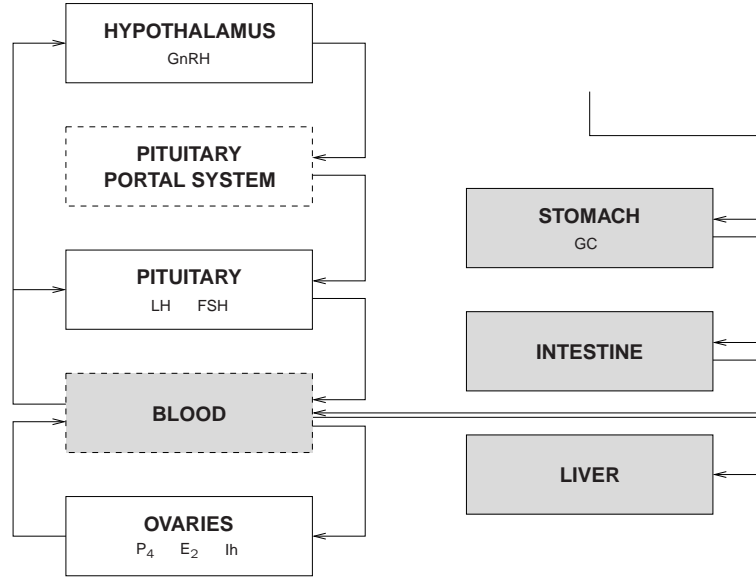 HYPOTHALAMUS
GnRH
PITUITARY
PORTAL SYSTEM
PITUITARY
LH FSH
BLOOD
OVARIES
P₄ E₂ Ih
STOMACH
GC
INTESTINE
LIVER